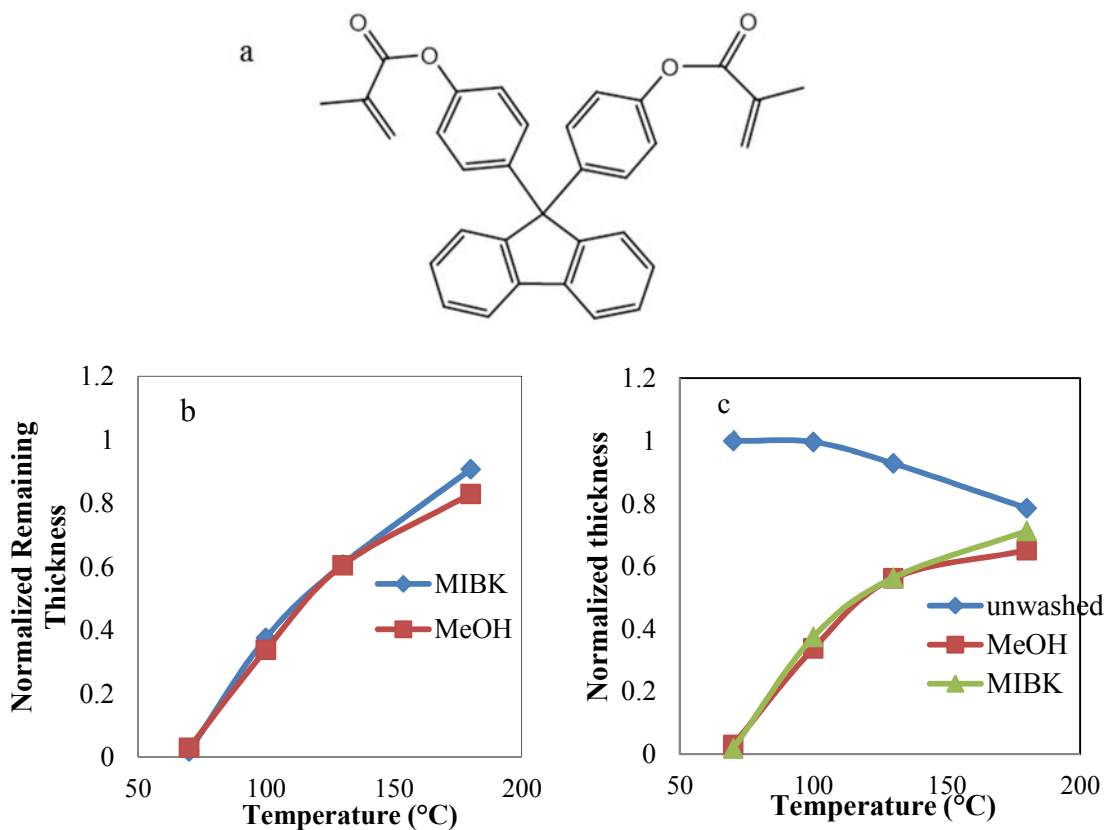 a
O
O
O
O
b
1.2
1
0.8
0.6
0.4
0.2
0
Normalized Remaining
Thickness
MIBK
MeOH
50
100
150
200
Temperature (°C)
c
1.2
1
0.8
0.6
0.4
0.2
0
Normalized thickness
unwashed
MeOH
MIBK
50
100
150
200
Temperature (°C)